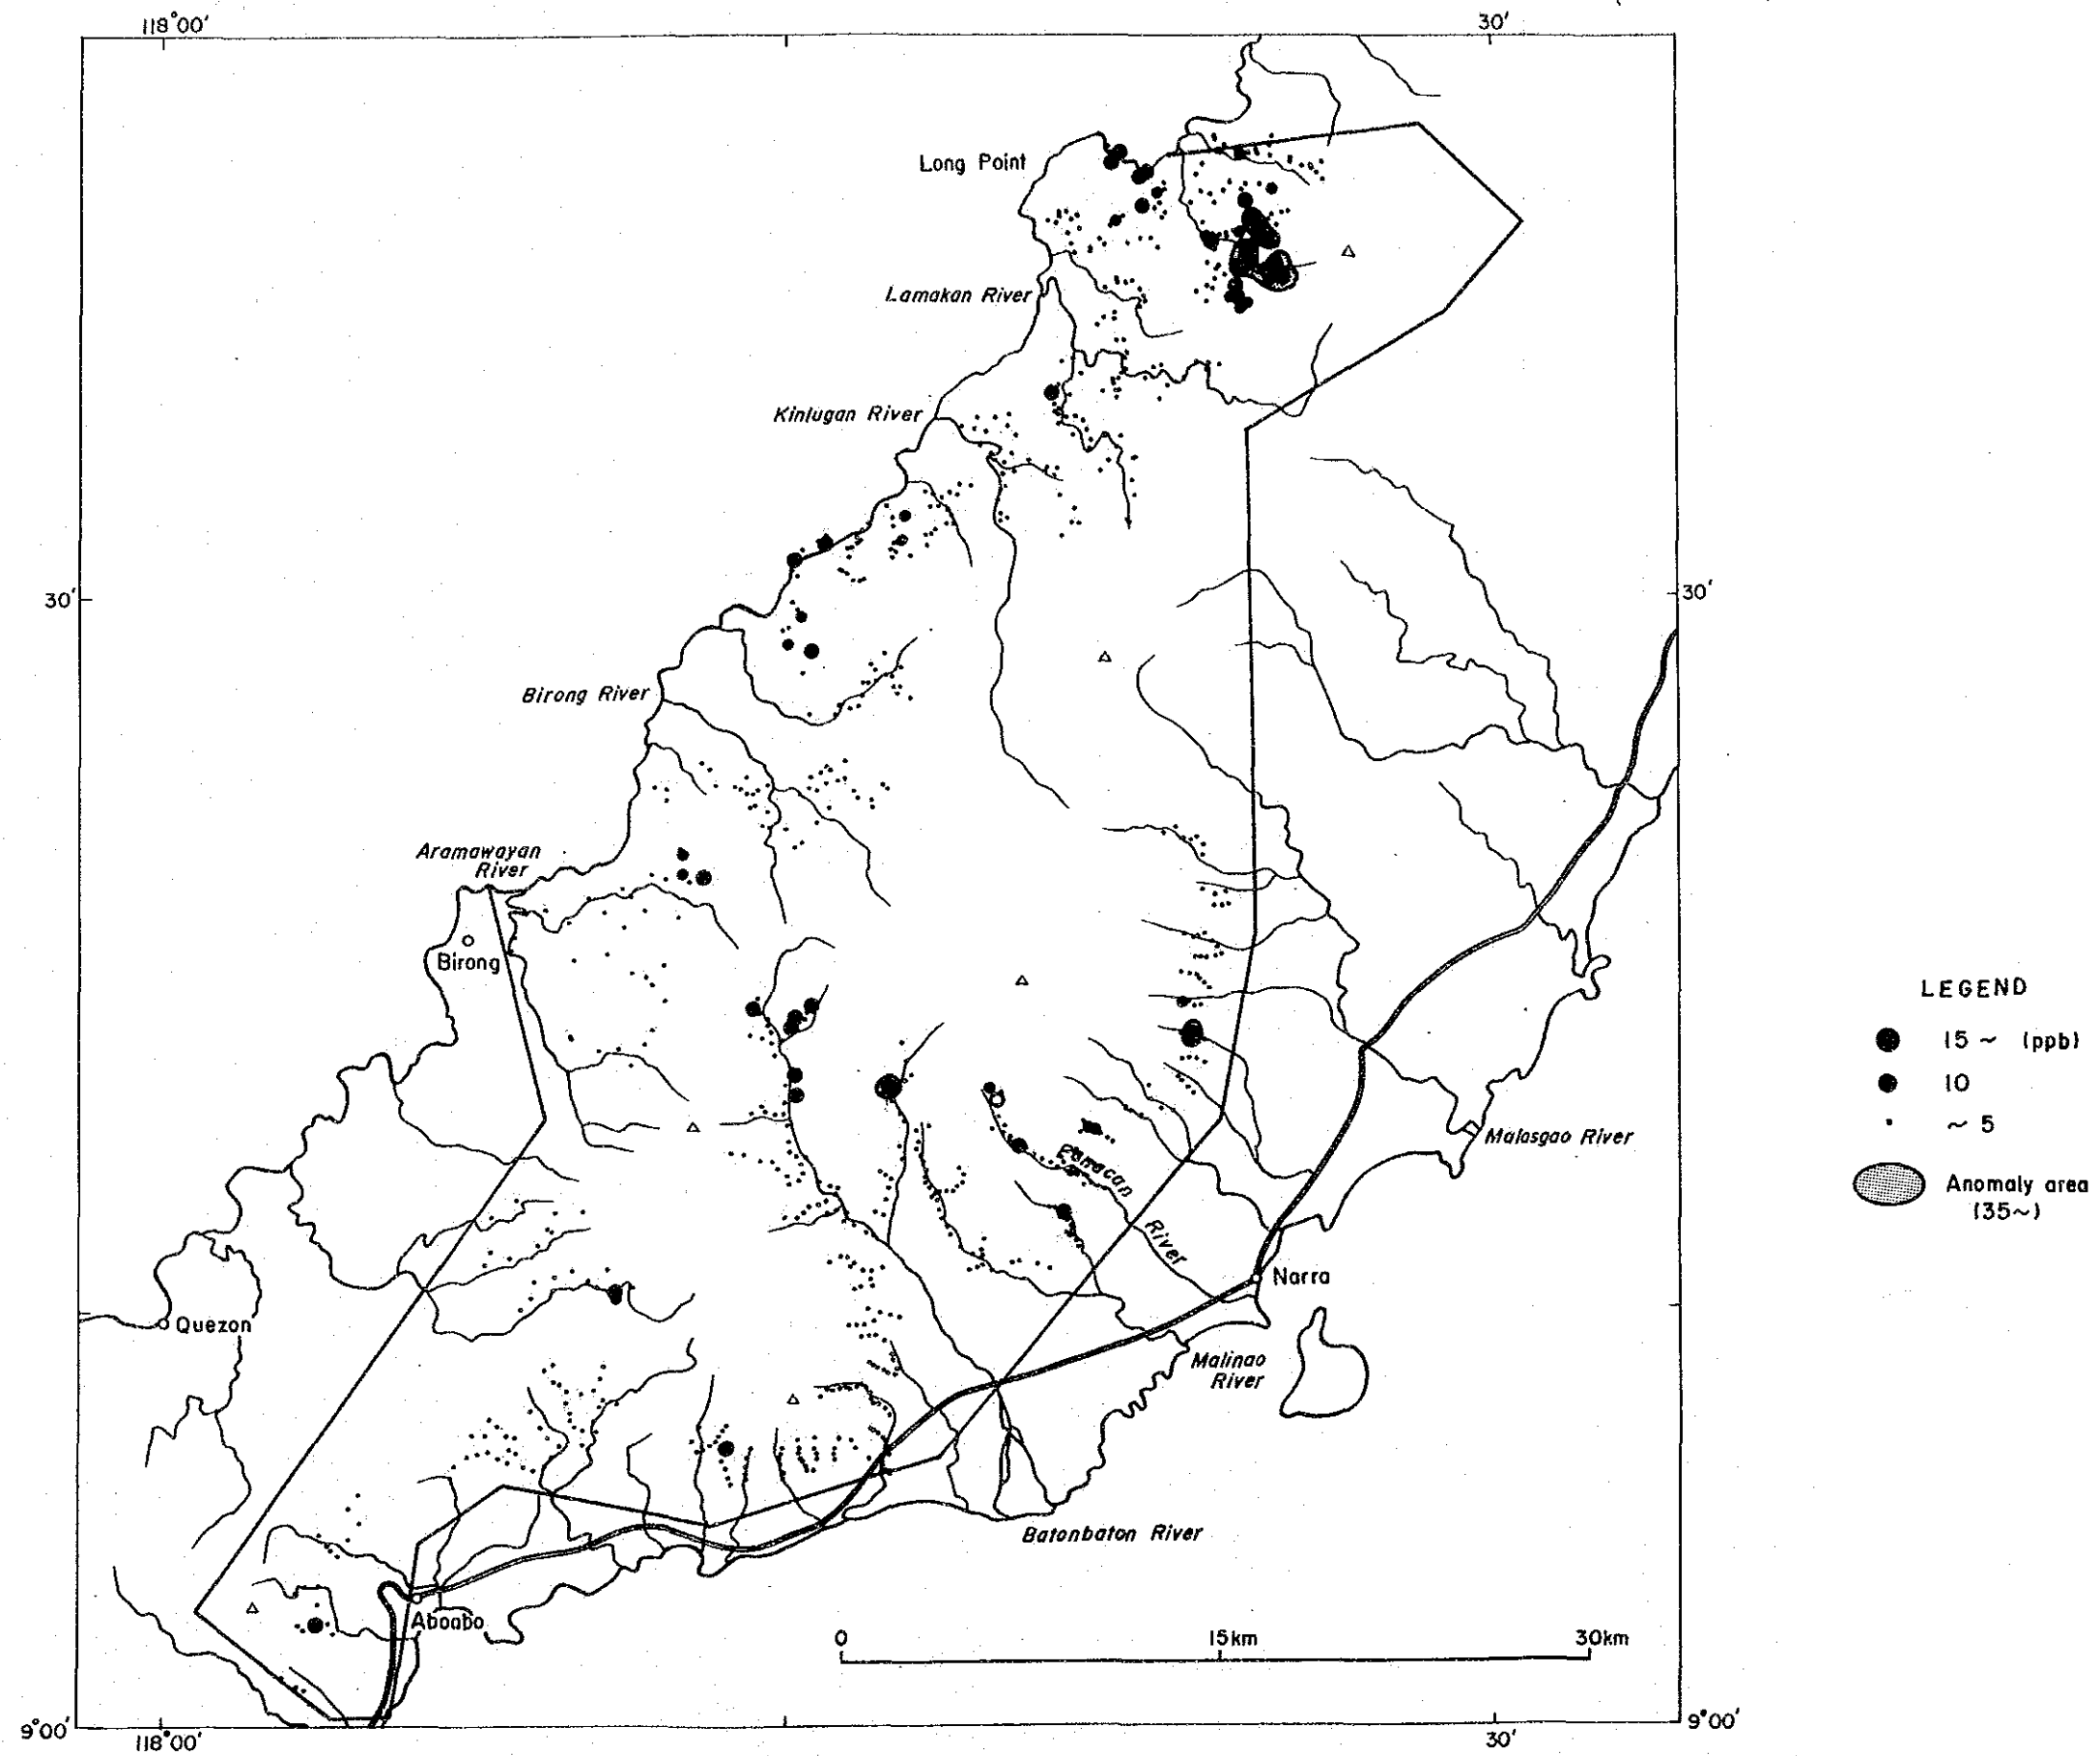 118°00'
30'
Long Point
Lamakan River
Kinlugan River
30'
30'
Birong River
Aramawayan
River
Birong
LEGEND
15 ~ (ppb)
10
~ 5
Anomaly area
(35~)
Malasgao River
Panacan
River
Narra
Quezon
Malinao
River
Batonbaton River
Aboabo
0
15km
30km
9°00'
9°00'
118°00'
30'